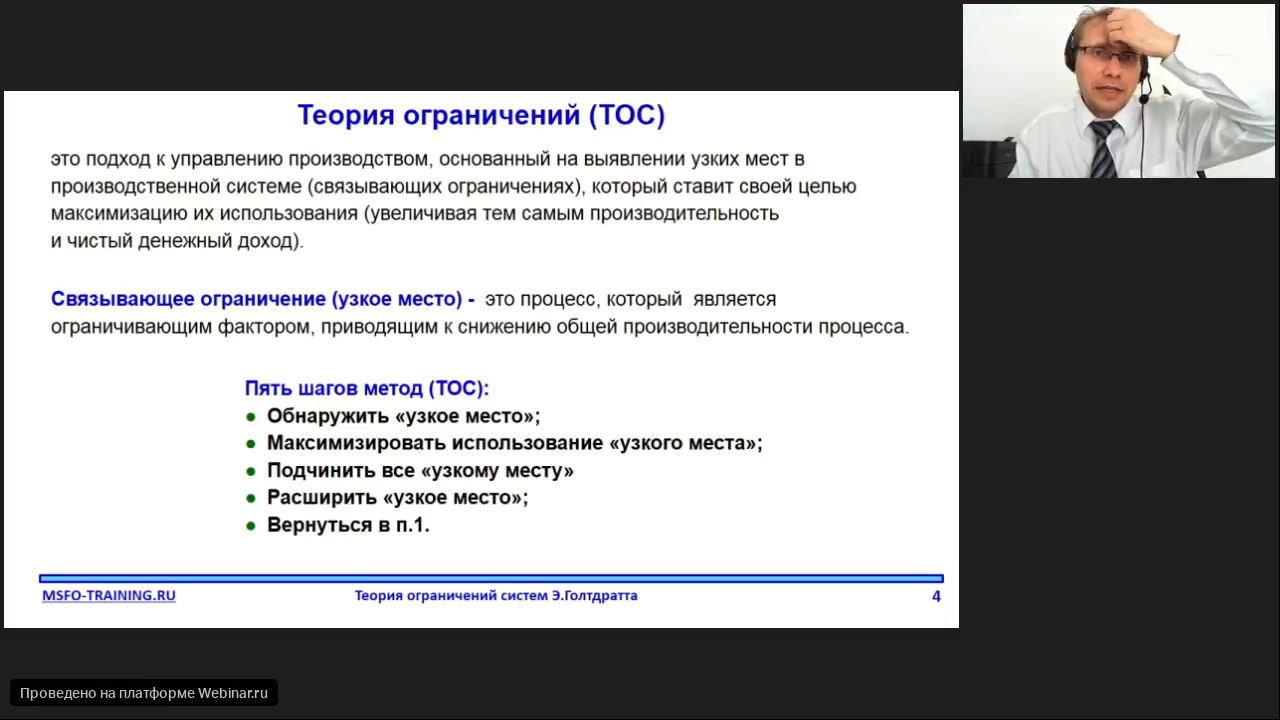 Теория ограничений (ТОС)
это подход к управлению производством, основанный на выявлении узких мест в
производственной системе (связывающих ограничениях), который ставит своей целью
максимизацию их использования (увеличивая тем самым производительность
и чистый денежный доход).
Связывающее ограничение (узкое место) - это процесс, который является
ограничивающим фактором, приводящим к снижению общей производительности процесса.
Пять шагов метод (ТОС):
● Обнаружить «узкое место»;
● Максимизировать использование «узкого места»;
● Подчинить все «узкому месту»
● Расширить «узкое место»;
● Вернуться в п.1.
MSFO-TRAINING.RU Теория ограничений систем Э.Голтдратта 4
Проведено на платформе Webinar.ru